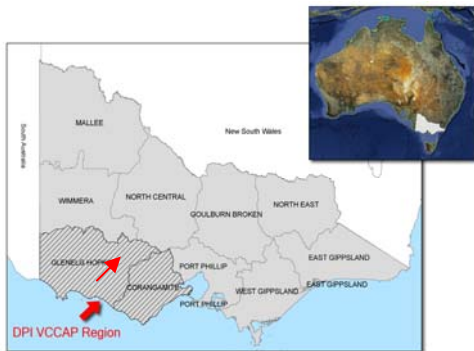 MALLEE
South Australia
New South Wales
WIMMERA
NORTH CENTRAL
GOULBURN BROKEN
NORTH EAST
GLENELG HOPK
CORANGAMITE
PORT PHILLIP
EAST GIPPSLAND
WEST GIPPSLAND
EAST GIPPSLAND
PORT PHILLIP
DPI VCCAP Region